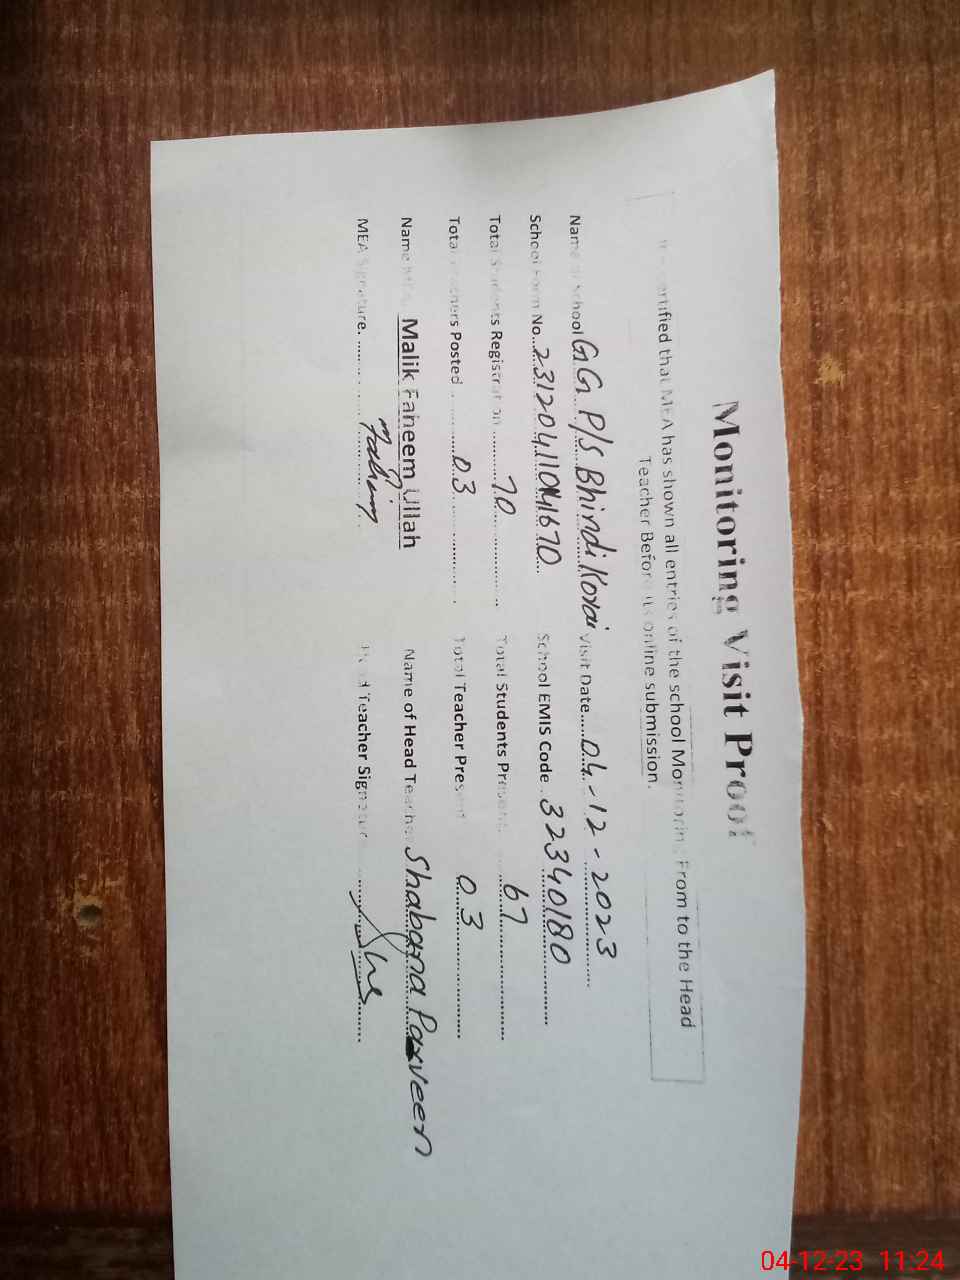 Monitoring Visit Proof
It is certified that MEA has shown all entries of the school Monitoring From to the Head
Teacher Before its online submission.
Name of School GG P/S Bhindi Korai Visit Date......04-12-2023
School Form No...231204110M1670... School EMIS Code 32340180
Total Students Registration 70 Total Students Present 67
Total Teachers Posted 03 Total Teacher Present 03
Name MEA. Malik Faheem Ullah Name of Head Teacher Shabana Parveen
MEA Signature. Faheem Head Teacher Signature
04-12-23 11:24